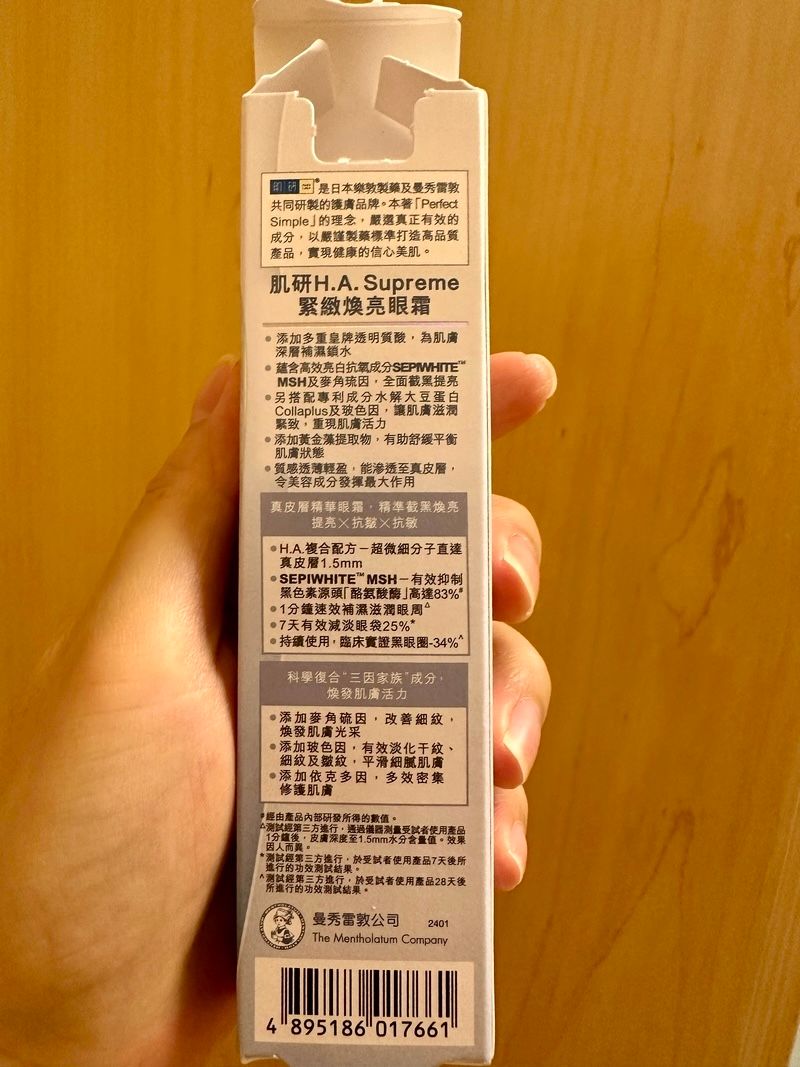 肌研®是日本樂敦製藥及曼秀雷敦
共同研製的護膚品牌。本著「Perfect
Simple」的理念，嚴選真正有效的
成分，以嚴謹製藥標準打造高品質
產品，實現健康的信心美肌。
肌研H.A. Supreme
緊緻煥亮眼霜
● 添加多重皇牌透明質酸，為肌膚
深層補濕鎖水
● 蘊含高效亮白抗氧成分SEPIWHITE™
MSH及麥角琉因，全面截黑提亮
● 另搭配專利成分水解大豆蛋白
Collaplus及玻色因，讓肌膚滋潤
緊致，重現肌膚活力
● 添加黃金藻提取物，有助舒緩平衡
肌膚狀態
● 質感透薄輕盈，能滲透至真皮層，
令美容成分發揮最大作用
真皮層精華眼霜，精準截黑煥亮
提亮×抗皺×抗敏
● H.A.複合配方－超微細分子直達
真皮層1.5mm
● SEPIWHITE™ MSH－有效抑制
黑色素源頭「酪氨酸酶」高達83%#
● 1分鐘速效補濕滋潤眼周△
● 7天有效減淡眼袋25%*
● 持續使用，臨床實證黑眼圈-34%^
科學復合“三因家族”成分，
煥發肌膚活力
● 添加麥角硫因，改善細紋，
煥發肌膚光采
● 添加玻色因，有效淡化干紋、
細紋及皺紋，平滑細膩肌膚
● 添加依克多因，多效密集
修護肌膚
#經由產品內部研發所得的數值。
△測試經第三方進行，通過儀器測量受試者使用產品
1分鐘後，皮膚深度至1.5mm水分含量值。效果
因人而異。
*測試經第三方進行，於受試者使用產品7天後所
進行的功效測試結果。
^測試經第三方進行，於受試者使用產品28天後
所進行的功效測試結果。
曼秀雷敦公司 2401
The Mentholatum Company
4 895186 017661